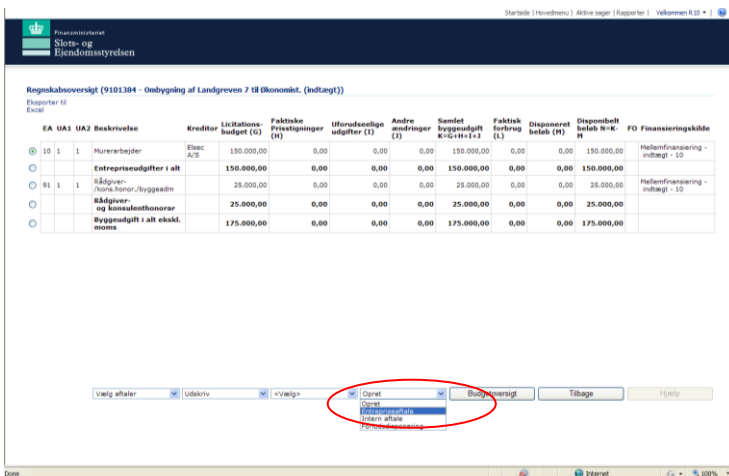 Startside | Hovedmenu | Aktive sager | Rapporter | Velkommen R10
Finansministeriet
Slots- og
Ejendomsstyrelsen
Regnskabsoversigt (9101384 - Ombygning af Landgreven 7 til Økonomist. (indtægt))
Eksporter til
Excel
EA UA1 UA2 Beskrivelse Kreditor Licitations-budget (G) Faktiske Prisstigninger (H) Uforudseelige udgifter (I) Andre ændringer (J) Samlet byggeudgift K=G+H+I+J Faktisk forbrug (L) Disponeret beløb (M) Disponibelt beløb N=K-M FO Finansieringskilde
10 1 1 Murerarbejder Elsec A/S 150.000,00 0,00 0,00 0,00 150.000,00 0,00 0,00 150.000,00 Mellemfinansiering - indtægt - 10
Entrepriseudgifter i alt 150.000,00 0,00 0,00 0,00 150.000,00 0,00 0,00 150.000,00
91 1 1 Rådgiver-/kons.honor./byggeadm 25.000,00 0,00 0,00 0,00 25.000,00 0,00 0,00 25.000,00 Mellemfinansiering - indtægt - 10
Rådgiver- og konsulenthonorar 25.000,00 0,00 0,00 0,00 25.000,00 0,00 0,00 25.000,00
Byggeudgift i alt ekskl. moms 175.000,00 0,00 0,00 0,00 175.000,00 0,00 0,00 175.000,00
Vælg aftaler Udskriv <Vælg> Opret Budgetoversigt Tilbage Hjælp
Opret
Entrepriseaftale
Intern aftale
Forudsdisponering
Done Internet 100%